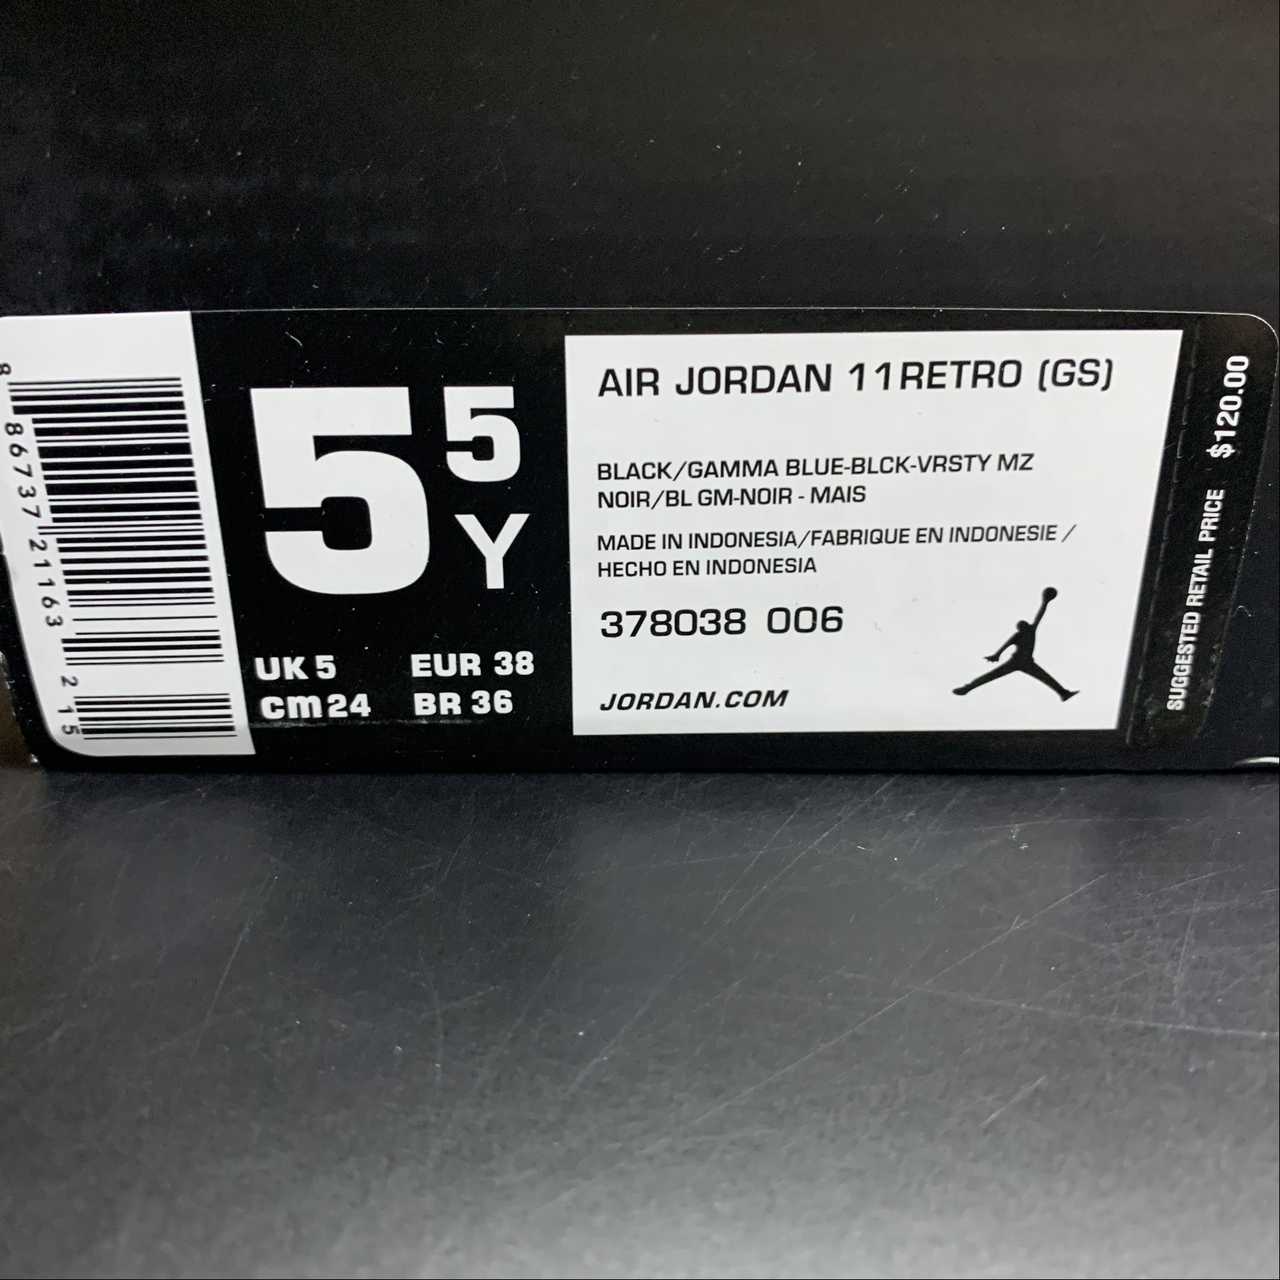 8 86737 21163 2 15
5 5
Y
UK 5 EUR 38
cm 24 BR 36
AIR JORDAN 11RETRO (GS)
BLACK/GAMMA BLUE-BLCK-VRSTY MZ
NOIR/BL GM-NOIR - MAIS
MADE IN INDONESIA/FABRIQUE EN INDONESIE /
HECHO EN INDONESIA
378038 006
JORDAN.COM
SUGGESTED RETAIL PRICE $120.00